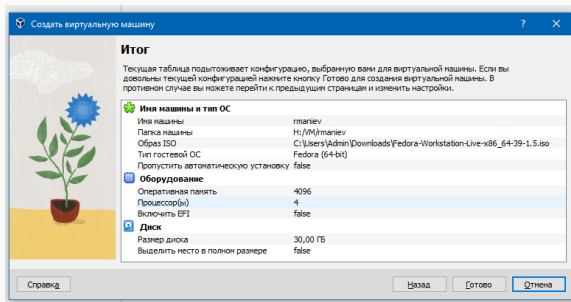 Создать виртуальную машину
Итог
Текущая таблица подытоживает конфигурацию, выбранную вами для виртуальной машины. Если вы
довольны текущей конфигурацией нажмите кнопку Готово для создания виртуальной машины. В
противном случае вы можете перейти к предыдущим страницам и изменить настройки.
Имя машины и тип ОС
Имя машины rmaniev
Папка машины H:/VM/rmaniev
Образ ISO C:\Users\Admin\Downloads\Fedora-Workstation-Live-x86_64-39-1.5.iso
Тип гостевой ОС Fedora (64-bit)
Пропустить автоматическую установку false
Оборудование
Оперативная память 4096
Процессор(ы) 4
Включить EFI false
Диск
Размер диска 30,00 ГБ
Выделить место в полном размере false
Справка Назад Готово Отмена